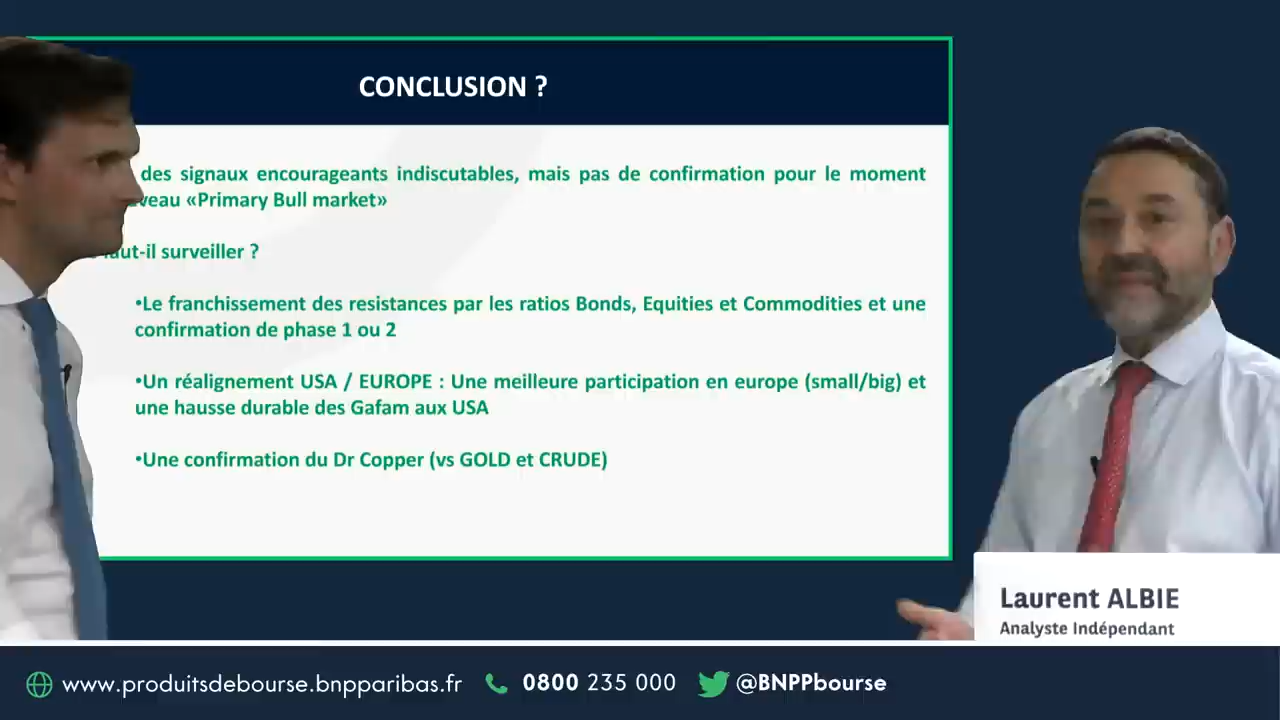 CONCLUSION ?
des signaux encourageants indiscutables, mais pas de confirmation pour le moment
«Primary Bull market»
surveiller ?
•Le franchissement des resistances par les ratios Bonds, Equities et Commodities et une
confirmation de phase 1 ou 2
•Un réalignement USA / EUROPE : Une meilleure participation en europe (small/big) et
une hausse durable des Gafam aux USA
•Une confirmation du Dr Copper (vs GOLD et CRUDE)
Laurent ALBIE
Analyste Indépendant
www.produitsdebourse.bnpparibas.fr 0800 235 000 @BNPPbourse